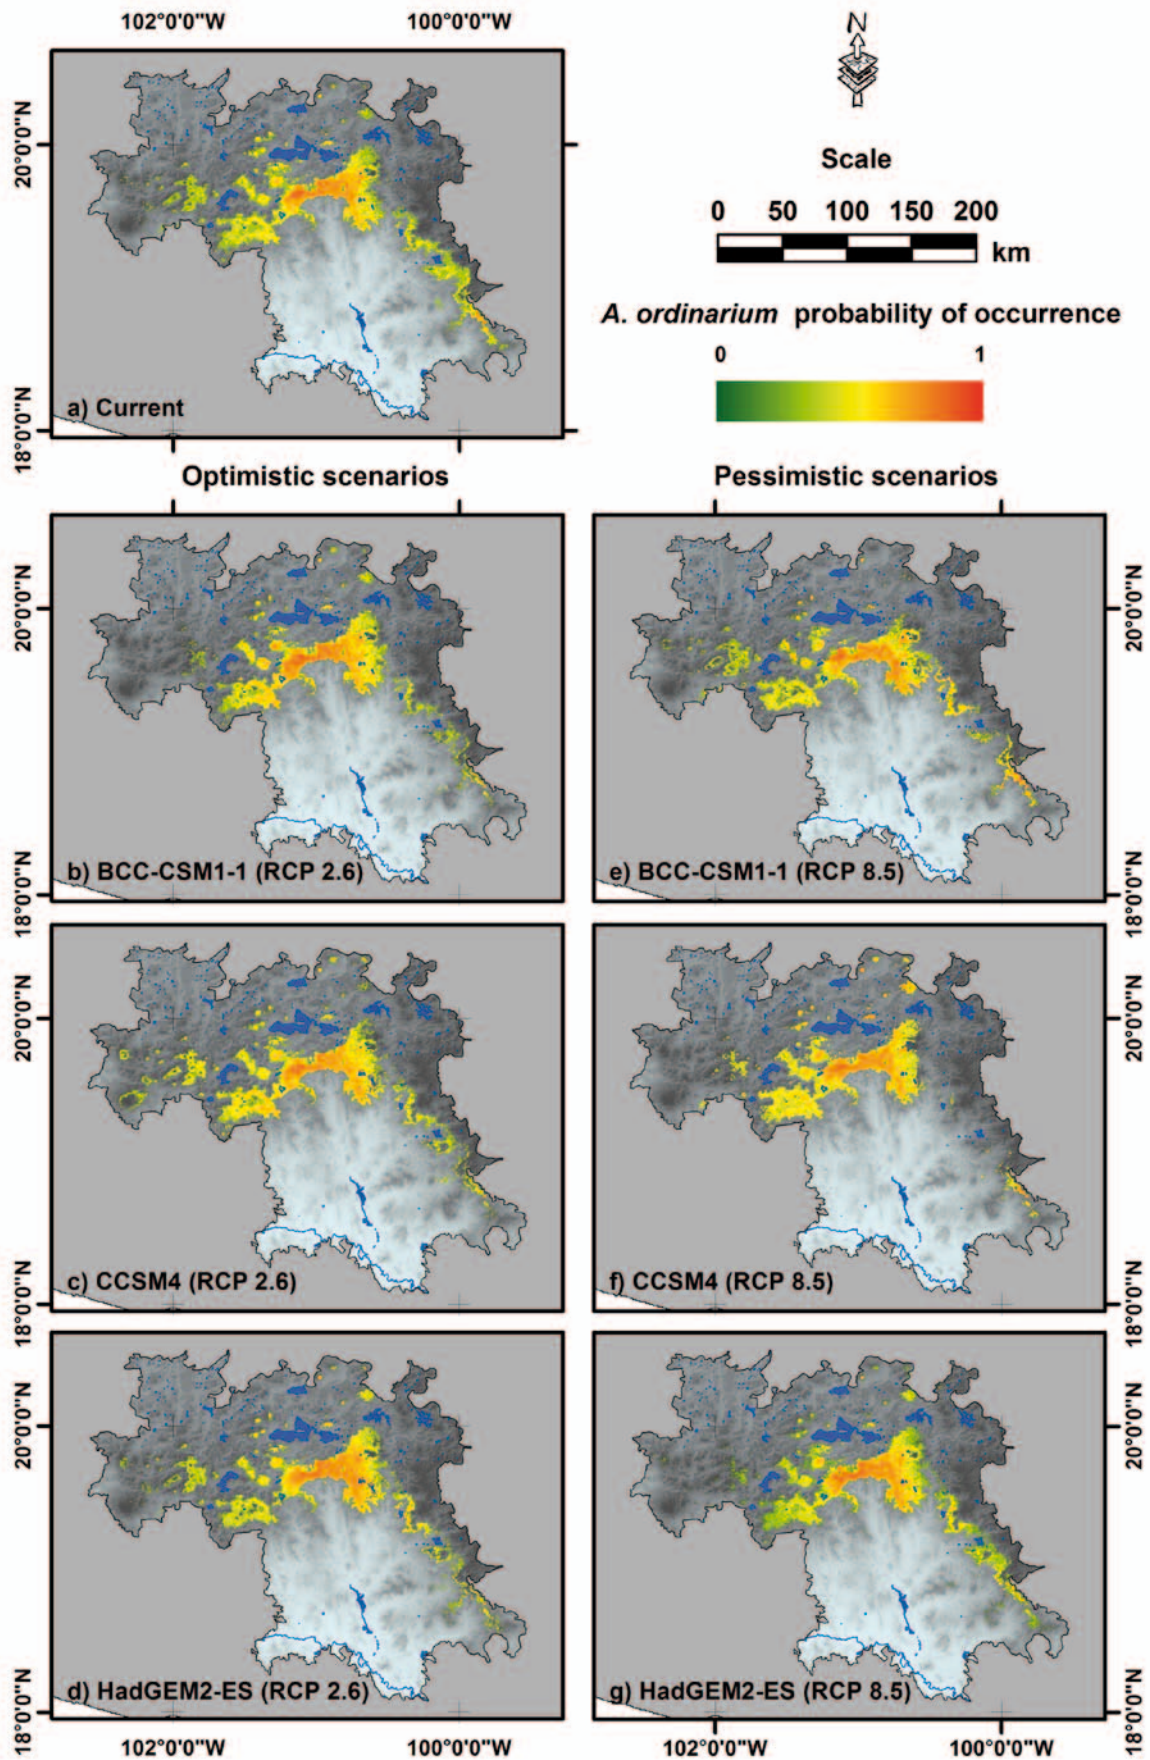 102°0'0"W 100°0'0"W
N
20°0'0"N
18°0'0"N
Scale
0 50 100 150 200
km
A. ordinarium probability of occurrence
0 1
a) Current
Optimistic scenarios
Pessimistic scenarios
20°0'0"N
18°0'0"N
b) BCC-CSM1-1 (RCP 2.6)
e) BCC-CSM1-1 (RCP 8.5)
20°0'0"N
18°0'0"N
20°0'0"N
18°0'0"N
c) CCSM4 (RCP 2.6)
f) CCSM4 (RCP 8.5)
20°0'0"N
18°0'0"N
20°0'0"N
18°0'0"N
d) HadGEM2-ES (RCP 2.6)
g) HadGEM2-ES (RCP 8.5)
20°0'0"N
18°0'0"N
102°0'0"W 100°0'0"W
102°0'0"W 100°0'0"W